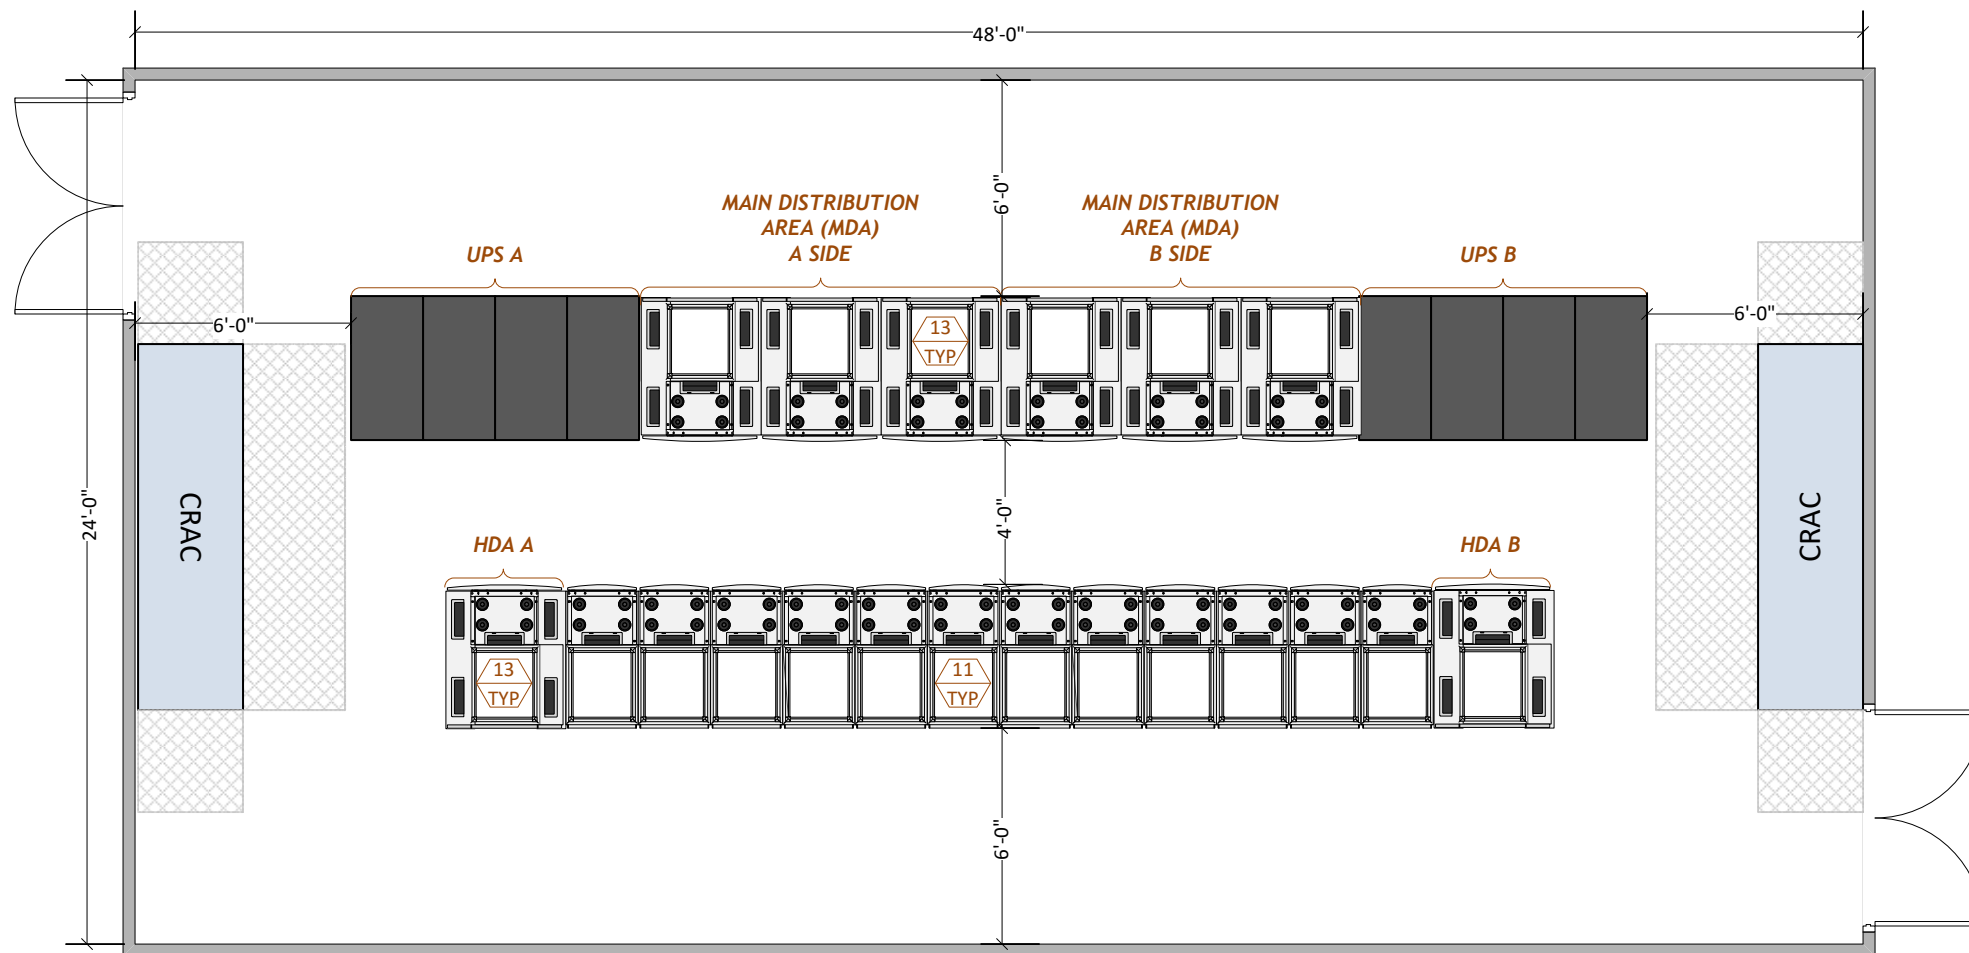 48'-0"
6'-0"
MAIN DISTRIBUTION
AREA (MDA)
A SIDE
MAIN DISTRIBUTION
AREA (MDA)
B SIDE
UPS A
UPS B
6'-0"
13
TYP
6'-0"
24'-0"
CRAC
4'-0"
CRAC
HDA A
HDA B
13
TYP
11
TYP
6'-0"